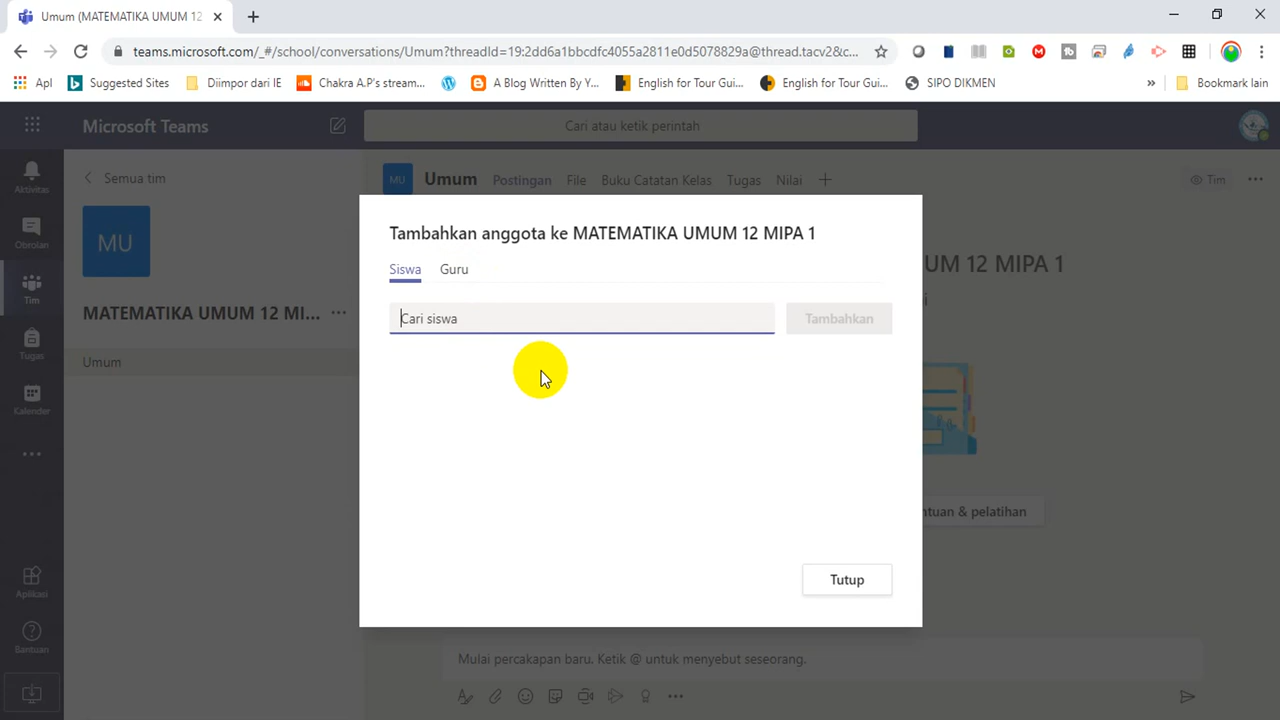 Umum (MATEMATIKA UMUM 12
teams.microsoft.com/_#/school/conversations/Umum?threadId=19:2dd6a1bbcdfc4055a2811e0d5078829a@thread.tacv2&c...
Apl
Suggested Sites
Diimpor dari IE
Chakra A.P's stream...
A Blog Written By Y...
English for Tour Gui...
English for Tour Gui...
SIPO DIKMEN
»
Bookmark lain
Microsoft Teams
Cari atau ketik perintah
Aktivitas
Obrolan
Tim
Tugas
Kalender
Aplikasi
Bantuan
Semua tim
MU
MATEMATIKA UMUM 12 MI...
Umum
MU
Umum
Postingan
File
Buku Catatan Kelas
Tugas
Nilai
Tim
UM 12 MIPA 1
Tambahkan anggota ke MATEMATIKA UMUM 12 MIPA 1
Siswa
Guru
Cari siswa
Tambahkan
ntuan & pelatihan
Tutup
Mulai percakapan baru. Ketik @ untuk menyebut seseorang.